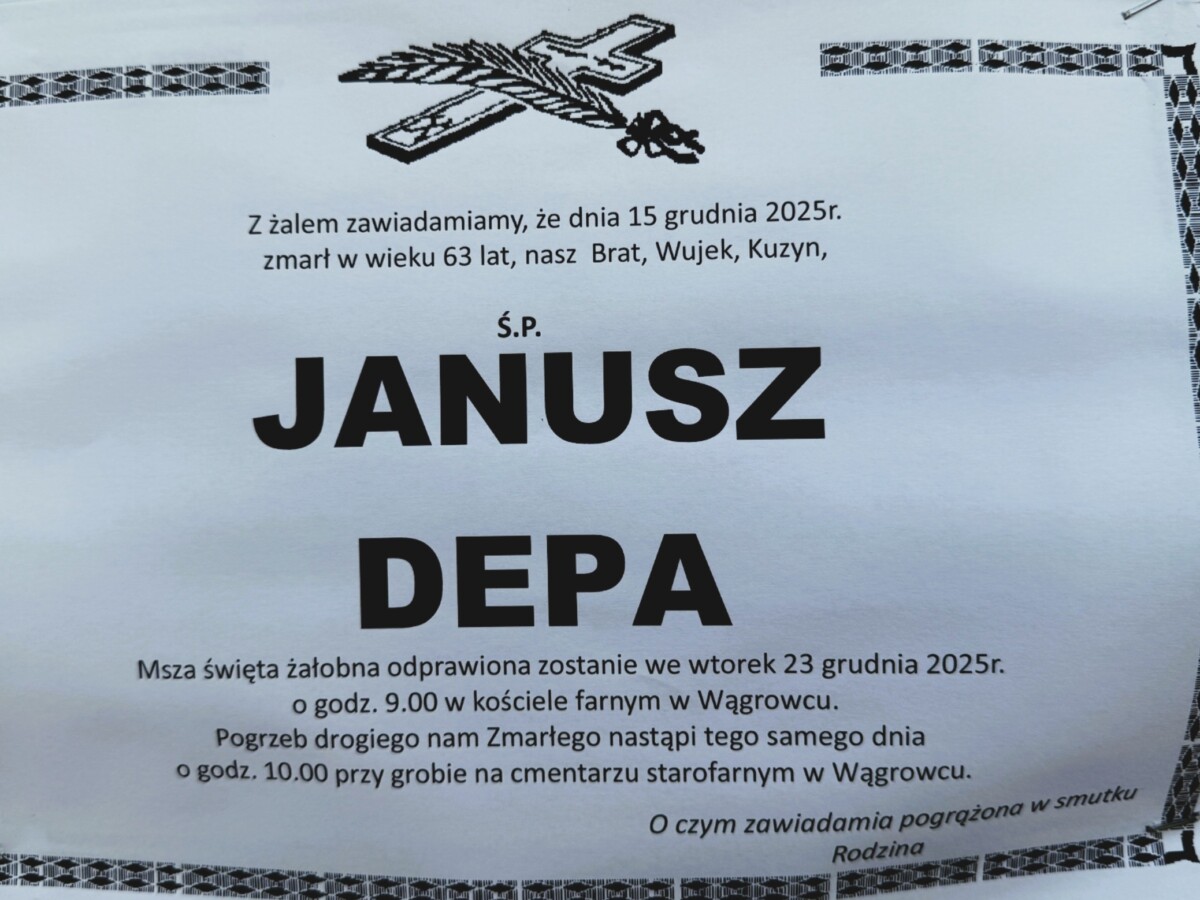 Z żalem zawiadamiamy, że dnia 15 grudnia 2025r.
zmarł w wieku 63 lat, nasz Brat, Wujek, Kuzyn,
Ś.P.
JANUSZ
DEPA
Msza święta żałobna odprawiona zostanie we wtorek 23 grudnia 2025r.
o godz. 9.00 w kościele farnym w Wągrowcu.
Pogrzeb drogiego nam Zmarłego nastąpi tego samego dnia
o godz. 10.00 przy grobie na cmentarzu starofarnym w Wągrowcu.
O czym zawiadamia pogrążona w smutku
Rodzina